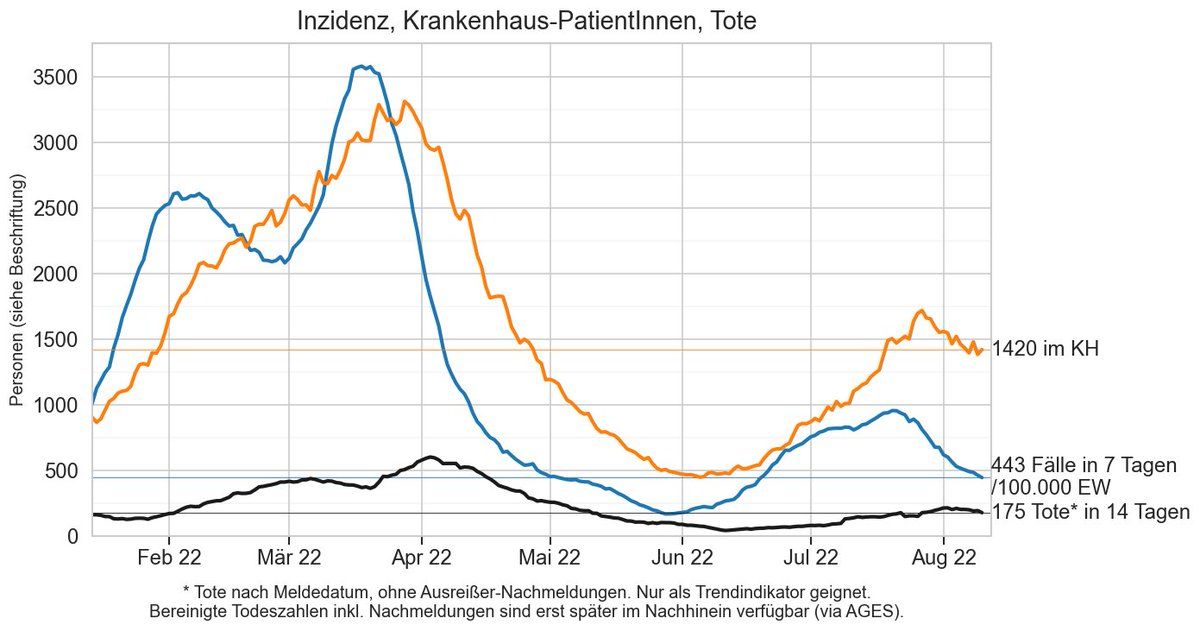 Inzidenz, Krankenhaus-PatientInnen, Tote
Personen (siehe Beschriftung)
3500
3000
2500
2000
1500
1000
500
0
Feb 22
Mär 22
Apr 22
Mai 22
Jun 22
Jul 22
Aug 22
1420 im KH
443 Fälle in 7 Tagen
/100.000 EW
175 Tote* in 14 Tagen
* Tote nach Meldedatum, ohne Ausreißer-Nachmeldungen. Nur als Trendindikator geeignet.
Bereinigte Todeszahlen inkl. Nachmeldungen sind erst später im Nachhinein verfügbar (via AGES).